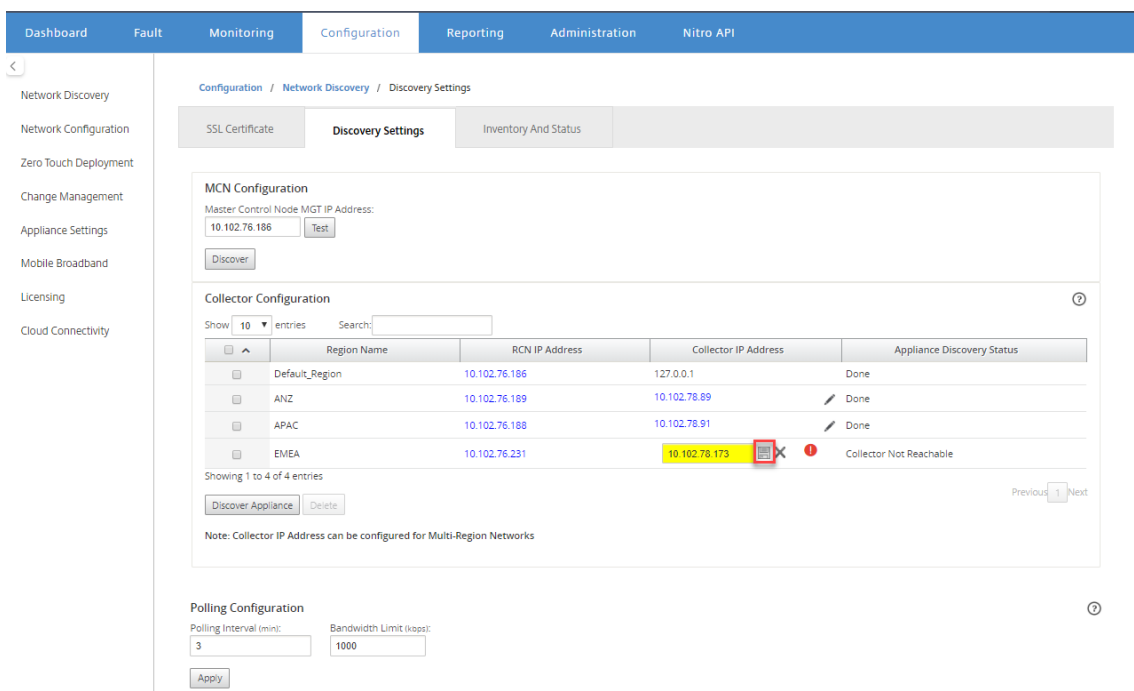 Dashboard Fault Monitoring Configuration Reporting Administration Nitro API
Network Discovery
Network Configuration
Zero Touch Deployment
Change Management
Appliance Settings
Mobile Broadband
Licensing
Cloud Connectivity
Configuration / Network Discovery / Discovery Settings
SSL Certificate Discovery Settings Inventory And Status
MCN Configuration
Master Control Node MGT IP Address:
10.102.76.186 Test
Discover
Collector Configuration
Show 10 entries Search:
Region Name RCN IP Address Collector IP Address Appliance Discovery Status
Default_Region 10.102.76.186 127.0.0.1 Done
ANZ 10.102.76.189 10.102.78.89 Done
APAC 10.102.76.188 10.102.78.91 Done
EMEA 10.102.76.231 10.102.78.173 Collector Not Reachable
Showing 1 to 4 of 4 entries
Previous 1 Next
Discover Appliance Delete
Note: Collector IP Address can be configured for Multi-Region Networks
Polling Configuration
Polling Interval (min): Bandwidth Limit (kbps):
3 1000
Apply